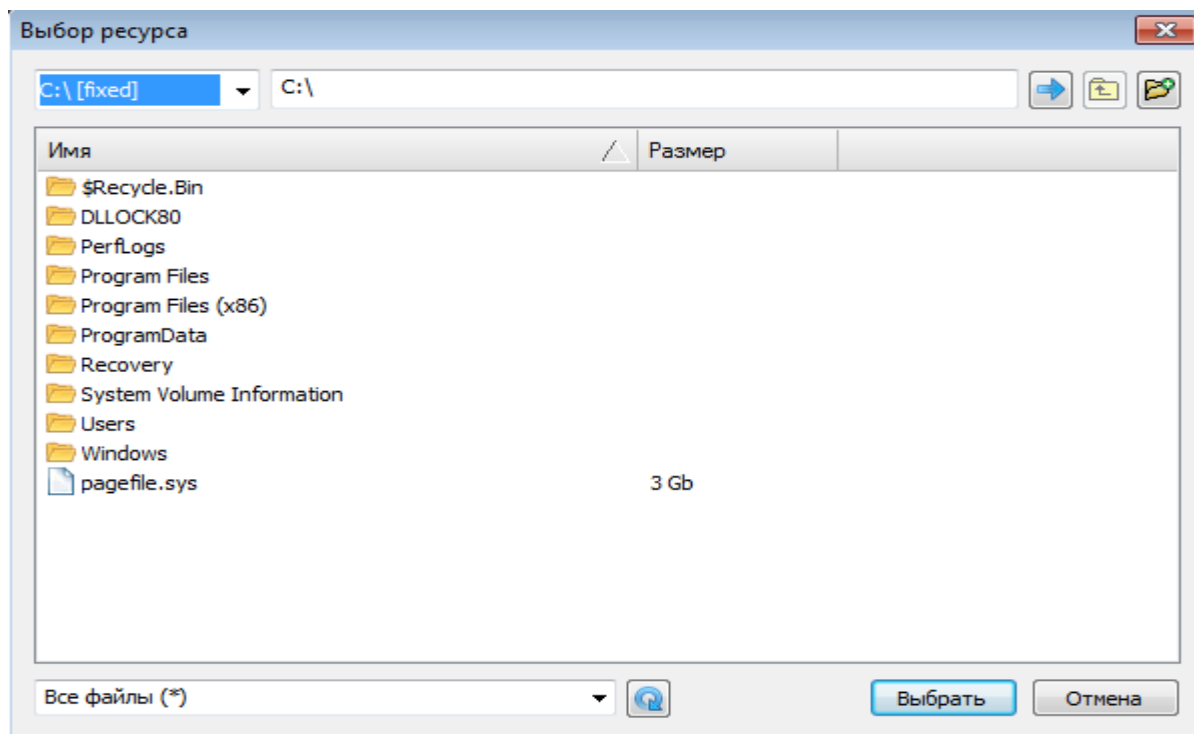 Выбор ресурса
C:\ [fixed] C:\
Имя Размер
$Recycle.Bin
DLLOCK80
PerfLogs
Program Files
Program Files (x86)
ProgramData
Recovery
System Volume Information
Users
Windows
pagefile.sys 3 Gb
Все файлы (*) Выбрать Отмена